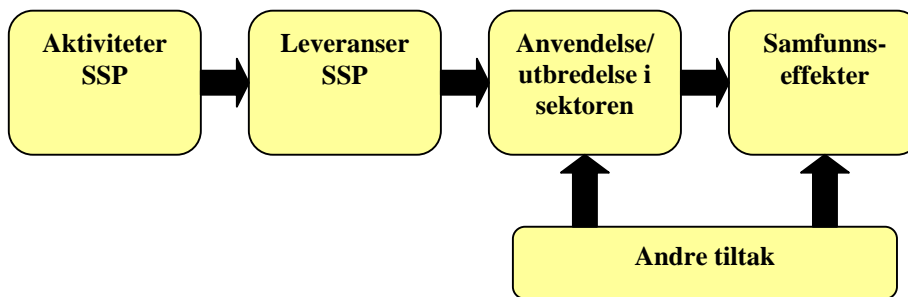 Aktiviteter
SSP
Leveranser
SSP
Anvendelse/
utbredelse i
sektoren
Samfunns-
effekter
Andre tiltak